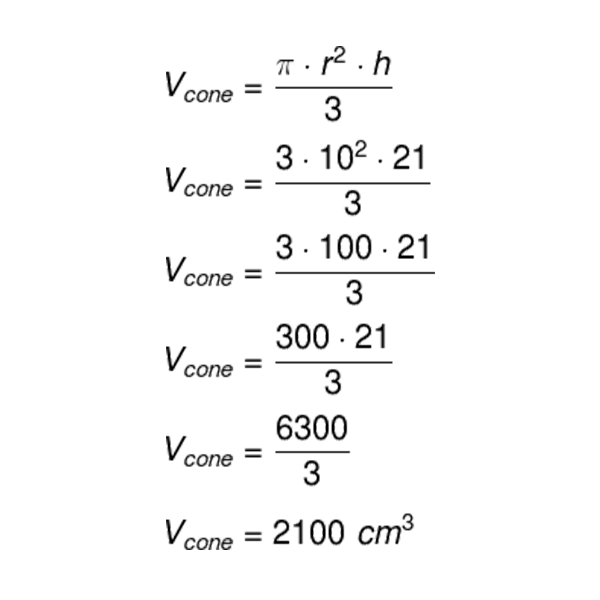 V_cone = (π · r² · h) / 3
V_cone = (3 · 10² · 21) / 3
V_cone = (3 · 100 · 21) / 3
V_cone = (300 · 21) / 3
V_cone = 6300 / 3
V_cone = 2100 cm³